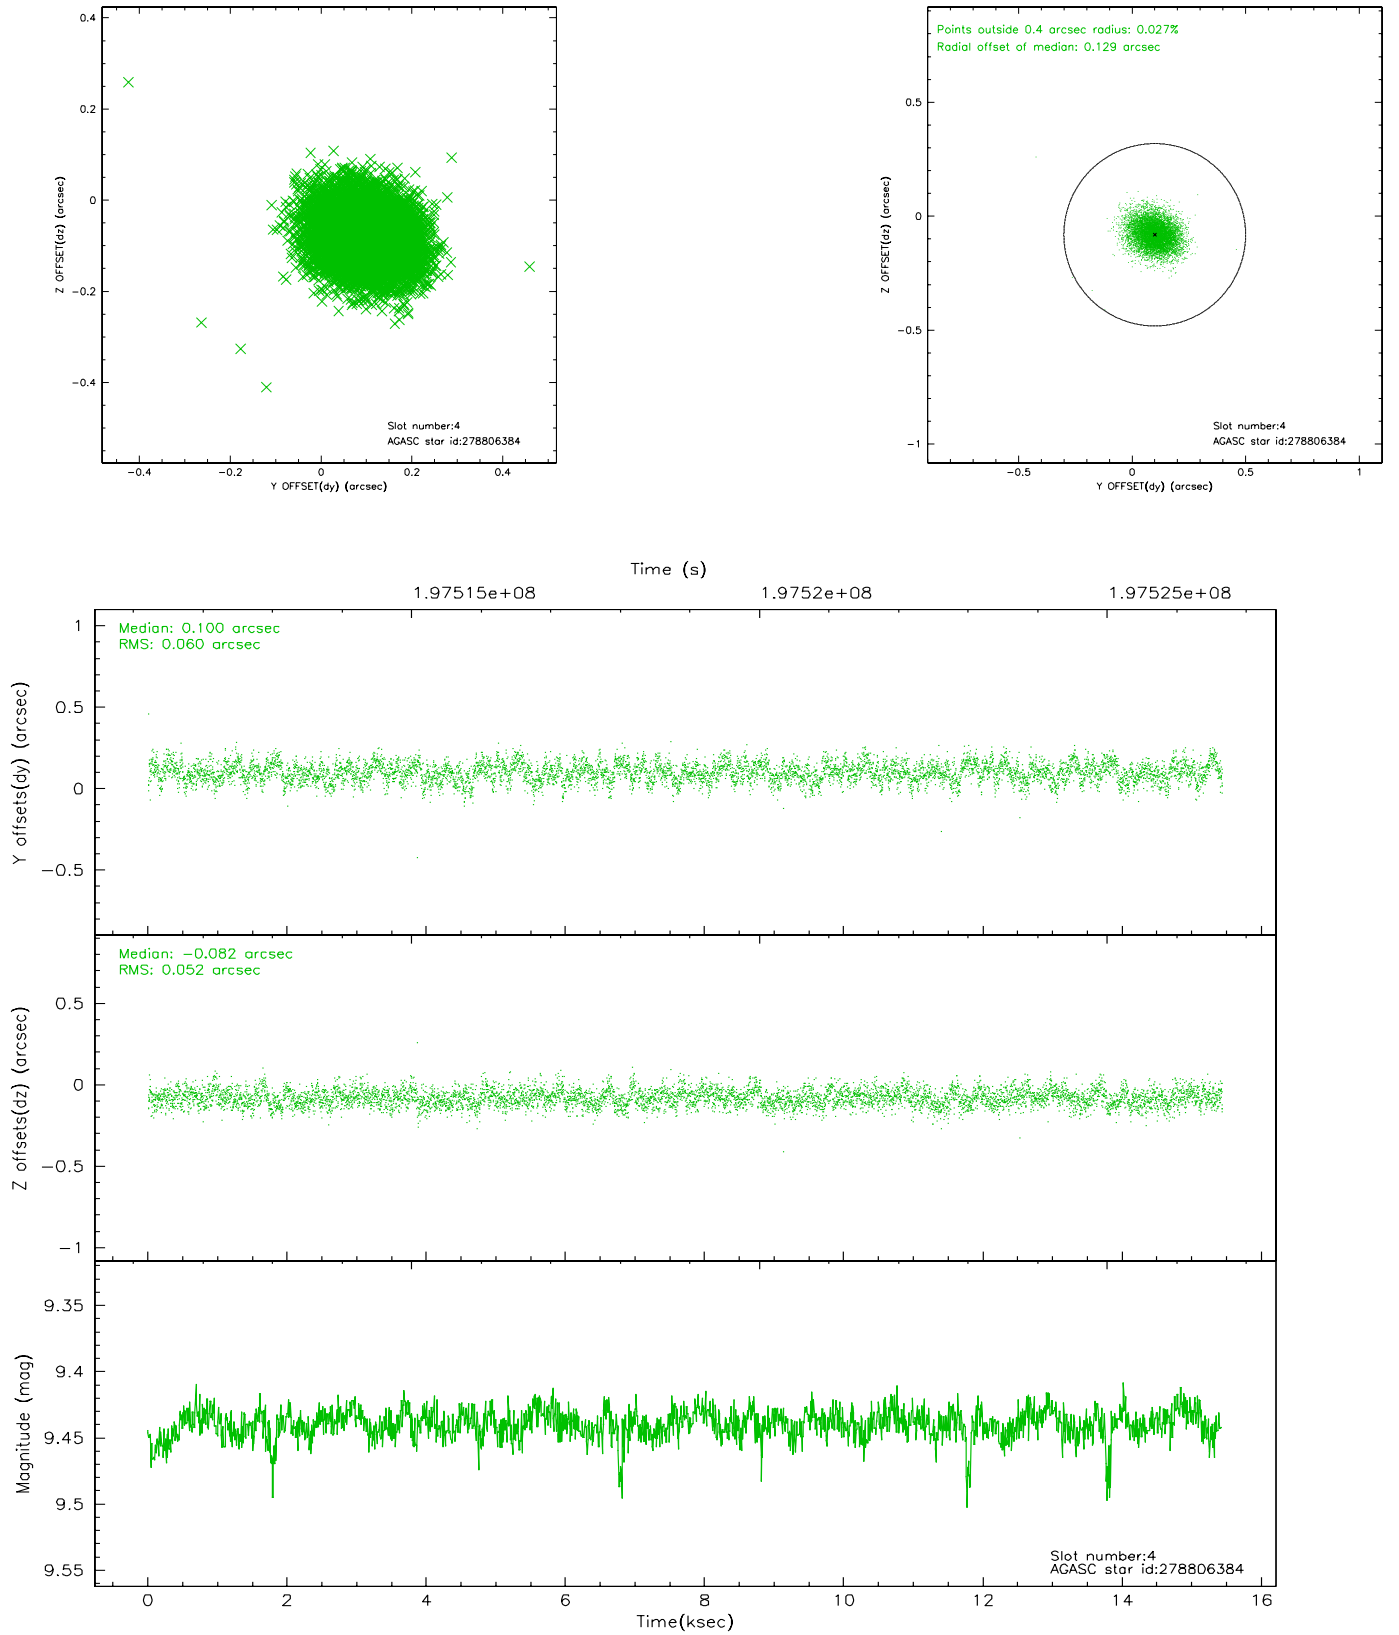 0.4
0.2
0
−0.2
−0.4
Z OFFSET(dz) (arcsec)
Slot number:4
AGASC star id:278806384
−0.4 −0.2 0 0.2 0.4
Y OFFSET(dy) (arcsec)
Points outside 0.4 arcsec radius: 0.027%
Radial offset of median: 0.129 arcsec
0.5
0
−0.5
−1
Z OFFSET(dz) (arcsec)
Slot number:4
AGASC star id:278806384
−0.5 0 0.5 1
Y OFFSET(dy) (arcsec)
Time (s)
1.97515e+08 1.9752e+08 1.97525e+08
Median: 0.100 arcsec
RMS: 0.060 arcsec
1
0.5
0
−0.5
Y offsets(dy) (arcsec)
Median: −0.082 arcsec
RMS: 0.052 arcsec
0.5
0
−0.5
−1
Z offsets(dz) (arcsec)
9.35
9.4
9.45
9.5
9.55
Magnitude (mag)
Slot number:4
AGASC star id:278806384
0 2 4 6 8 10 12 14 16
Time(ksec)